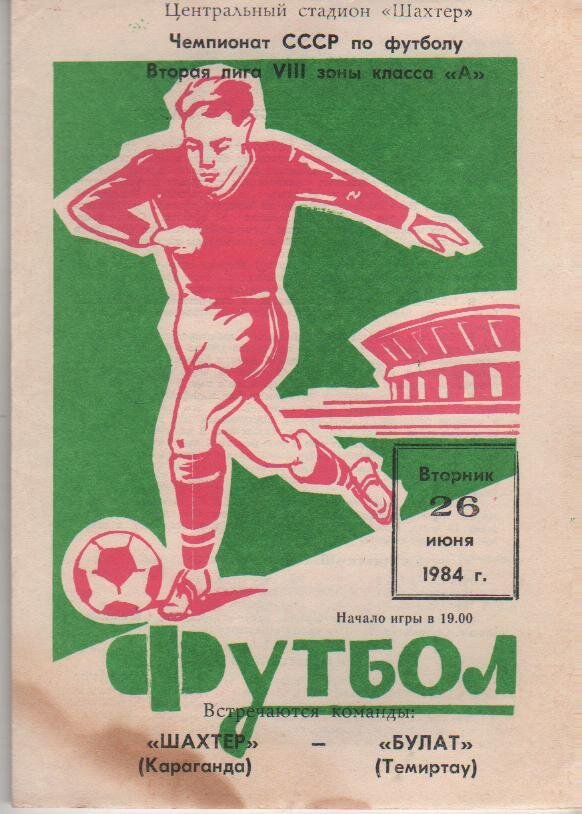 Центральный стадион «Шахтер»
Чемпионат СССР по футболу
Вторая лига VIII зоны класса «А»
Вторник
26
июня
1984 г.
Начало игры в 19.00
Футбол
Встречаются команды:
«ШАХТЕР» – «БУЛАТ»
(Караганда) (Темиртау)